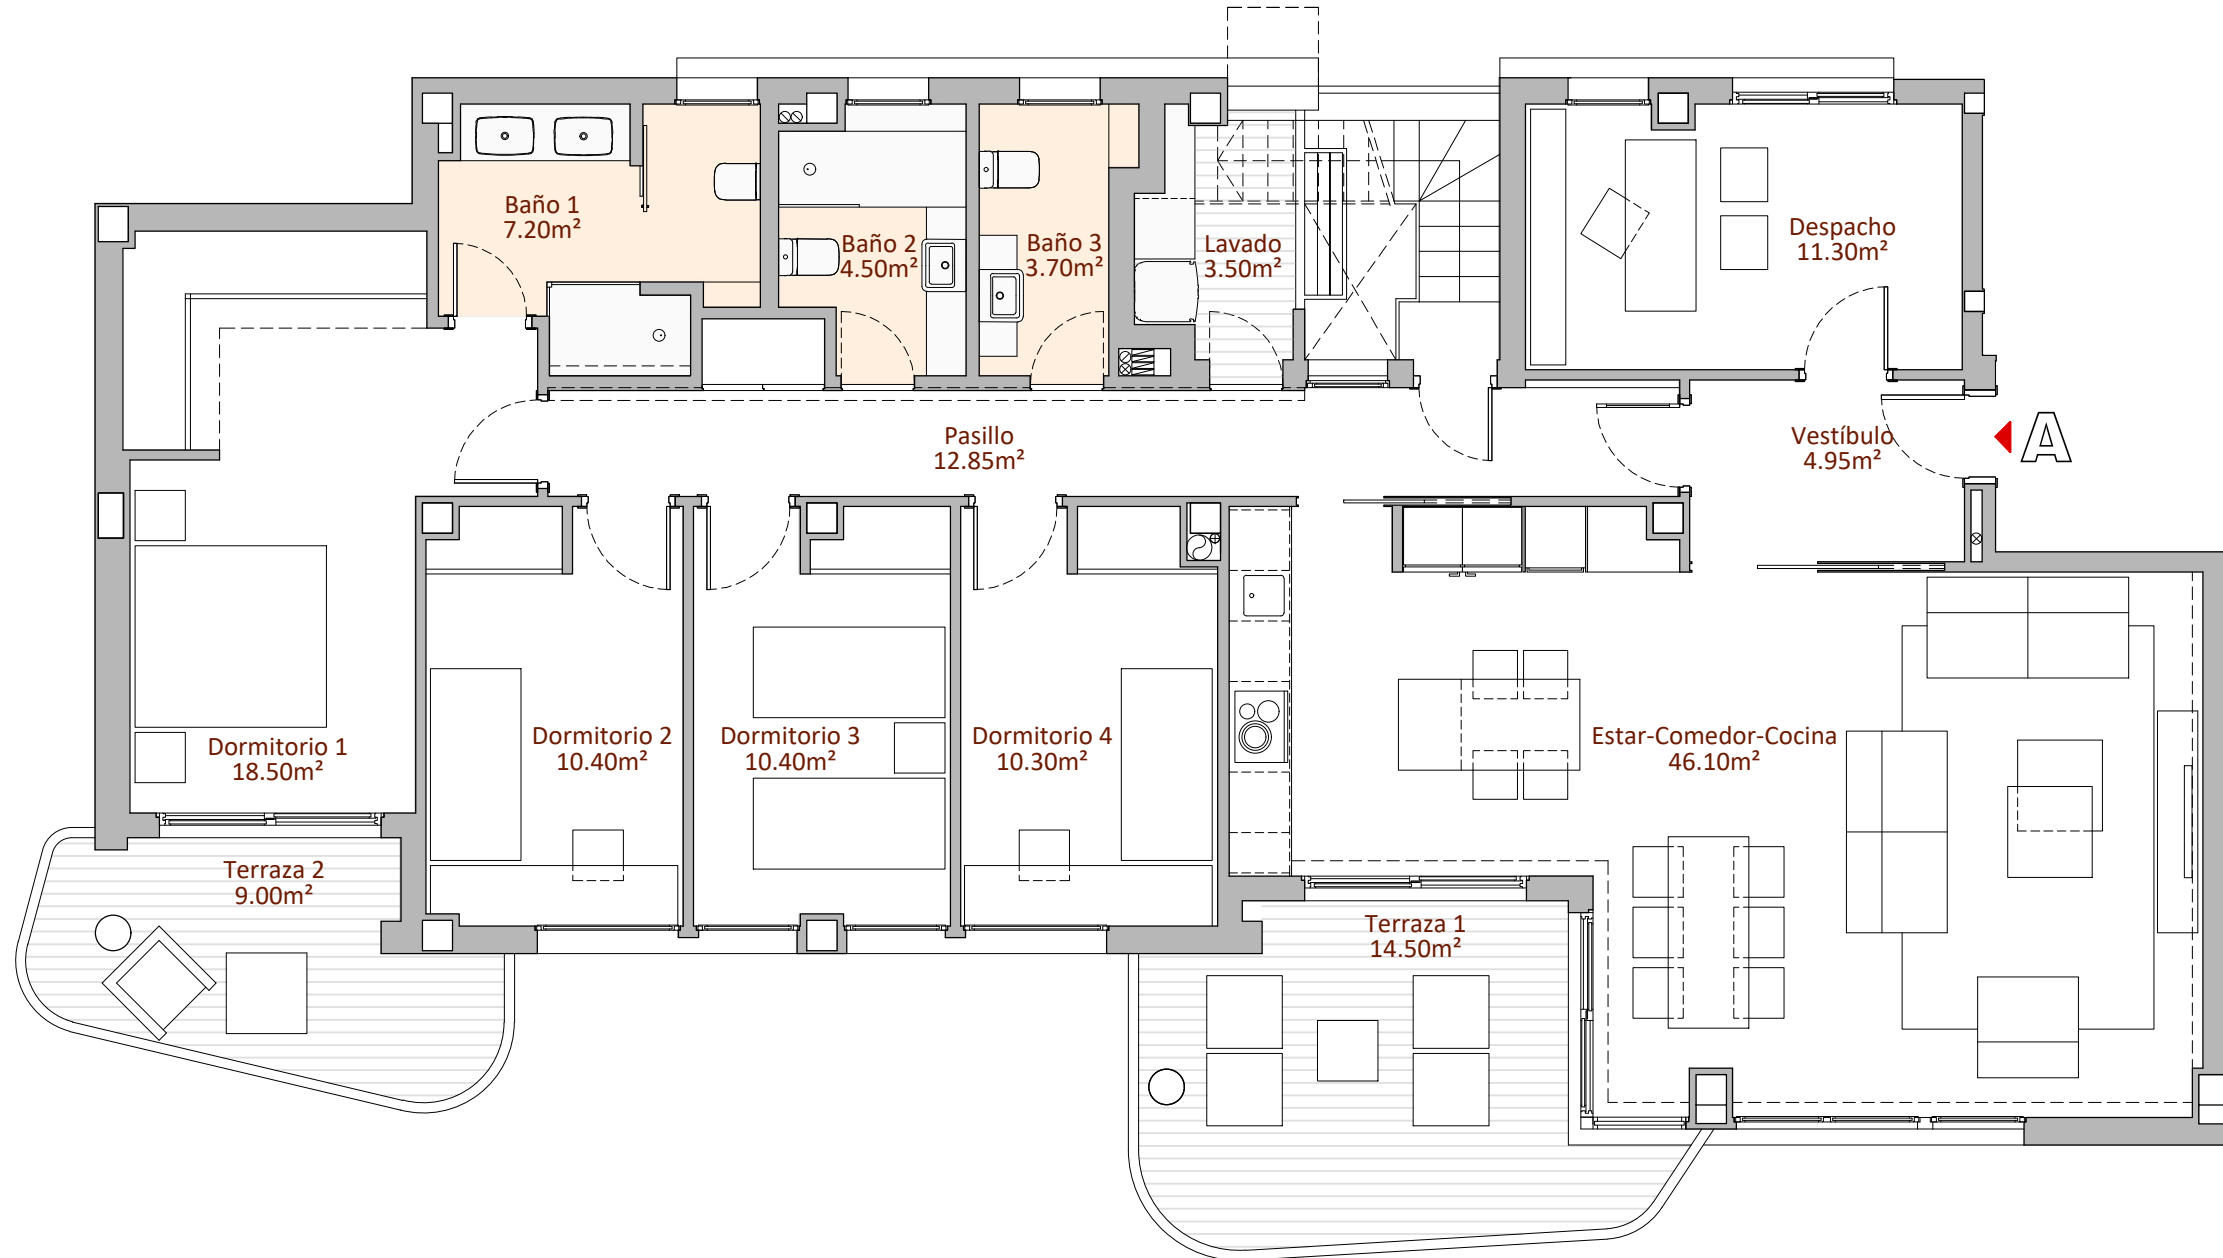 Baño 1
7.20m²
Baño 2
4.50m²
Baño 3
3.70m²
Lavado
3.50m²
Despacho
11.30m²
Pasillo
12.85m²
Vestíbulo
4.95m²
A
Dormitorio 1
18.50m²
Dormitorio 2
10.40m²
Dormitorio 3
10.40m²
Dormitorio 4
10.30m²
Estar-Comedor-Cocina
46.10m²
Terraza 2
9.00m²
Terraza 1
14.50m²